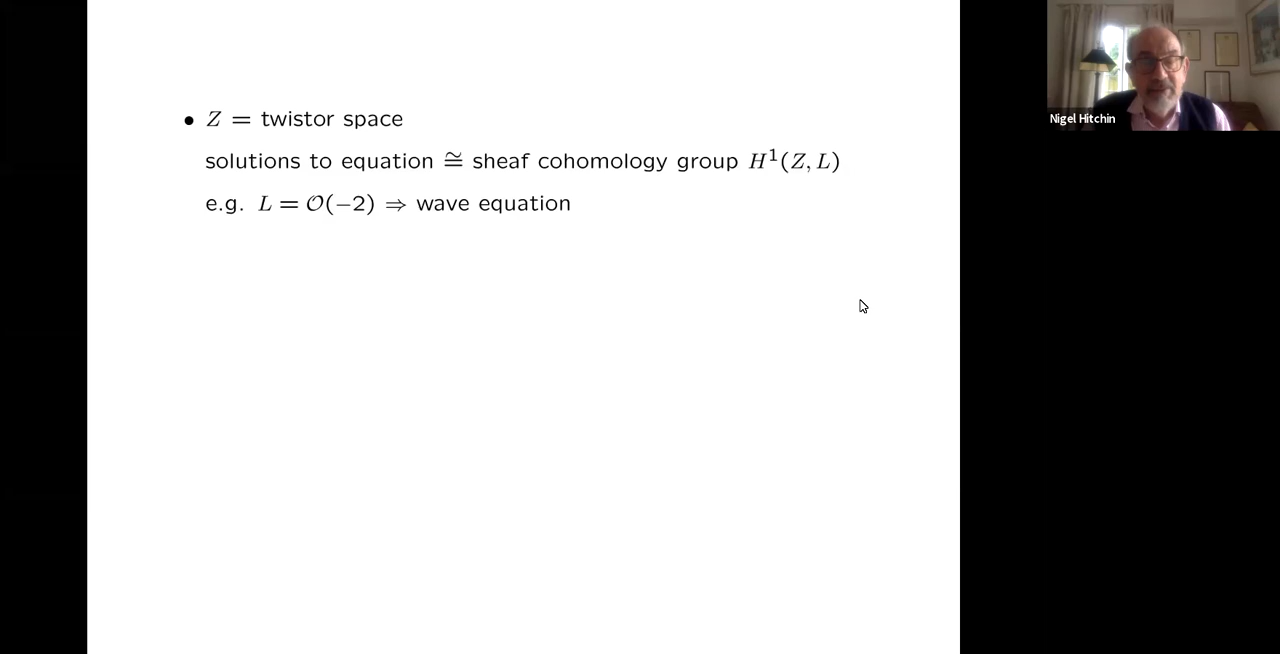 • Z = twistor space
solutions to equation ≅ sheaf cohomology group H¹(Z, L)
e.g. L = 𝒪(−2) ⇒ wave equation
Nigel Hitchin